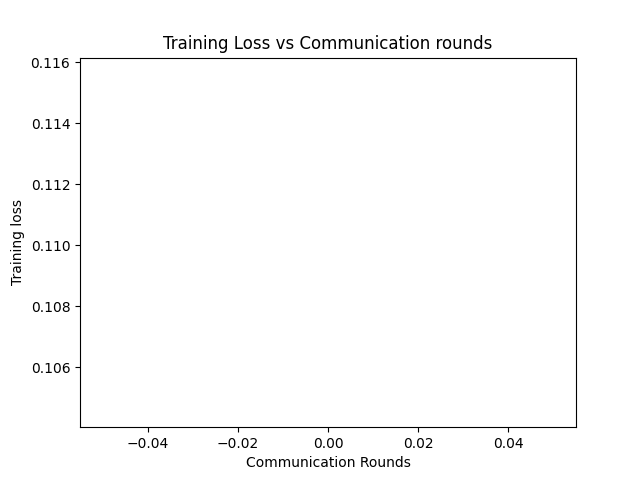 Training Loss vs Communication rounds
0.116
0.114
0.112
0.110
0.108
0.106
Training loss
−0.04 −0.02 0.00 0.02 0.04
Communication Rounds